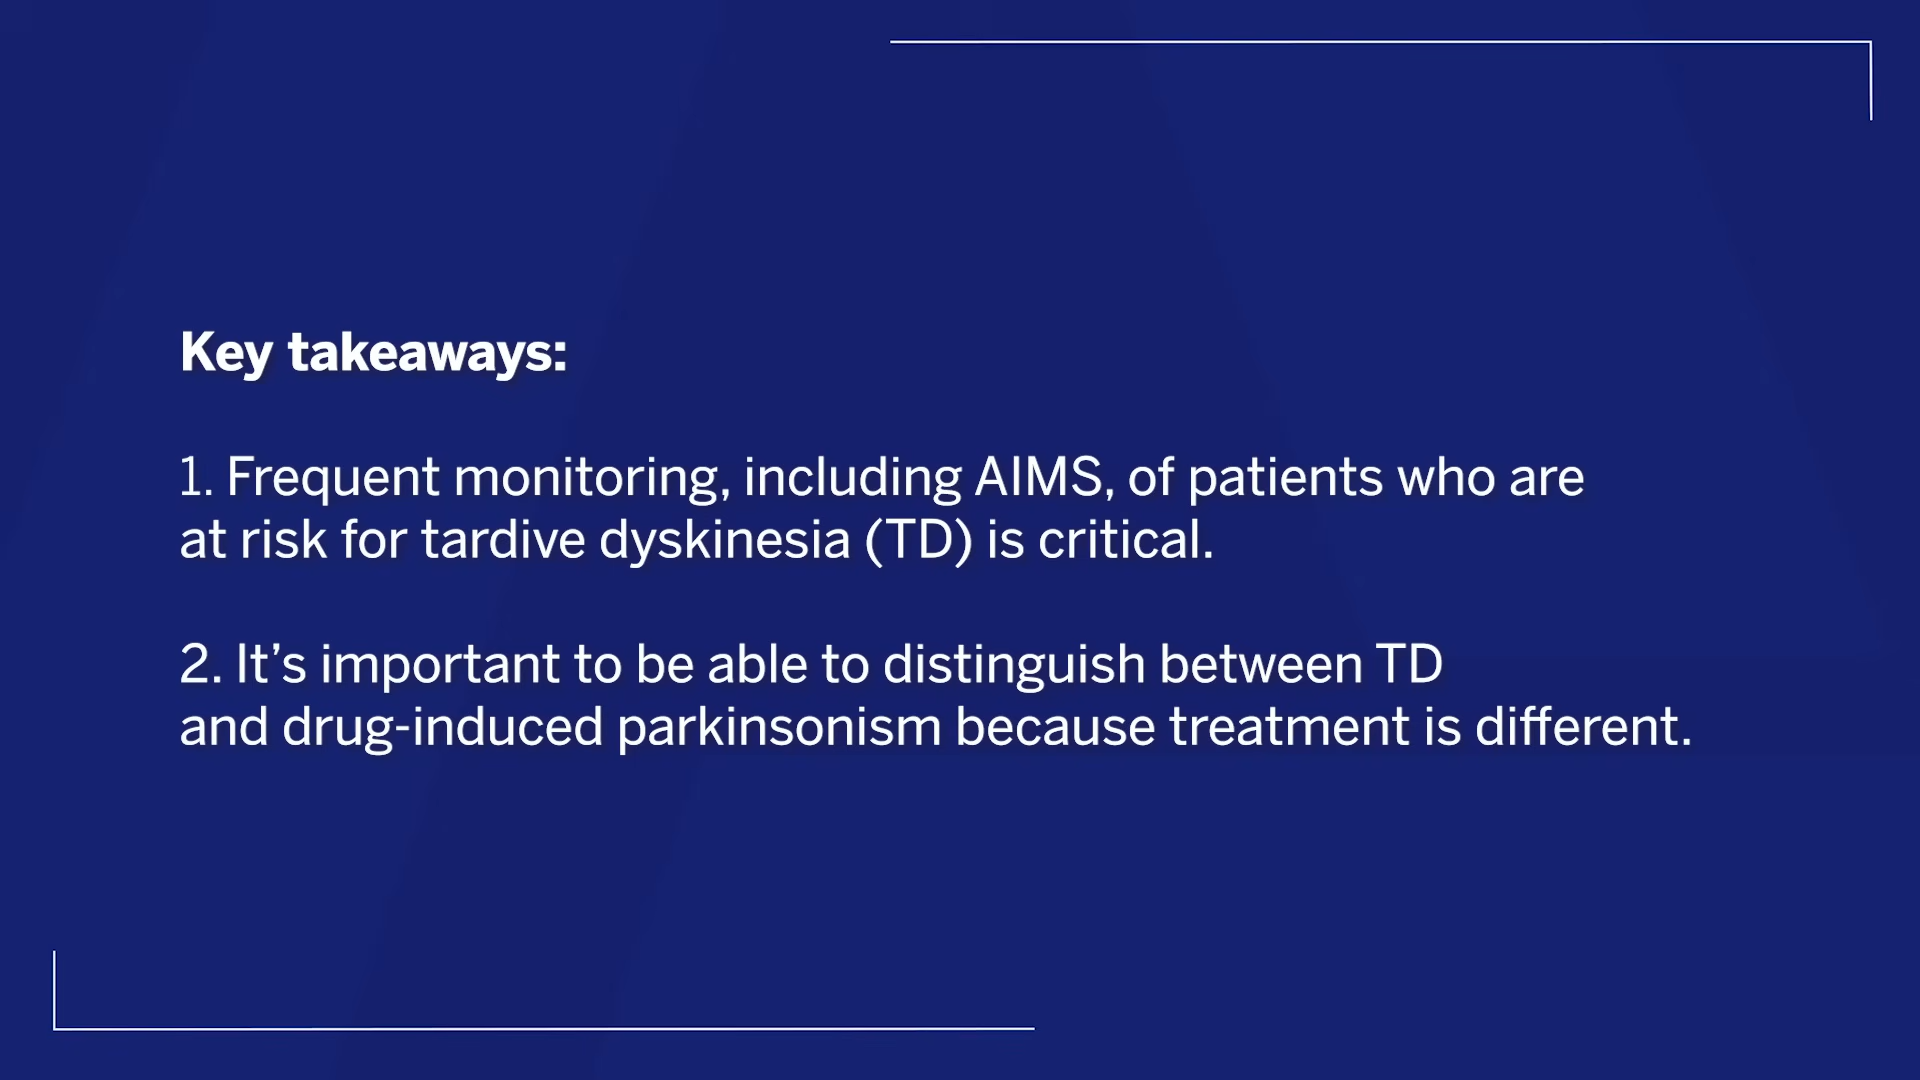 Key takeaways:
1. Frequent monitoring, including AIMS, of patients who are
at risk for tardive dyskinesia (TD) is critical.
2. It’s important to be able to distinguish between TD
and drug-induced parkinsonism because treatment is different.